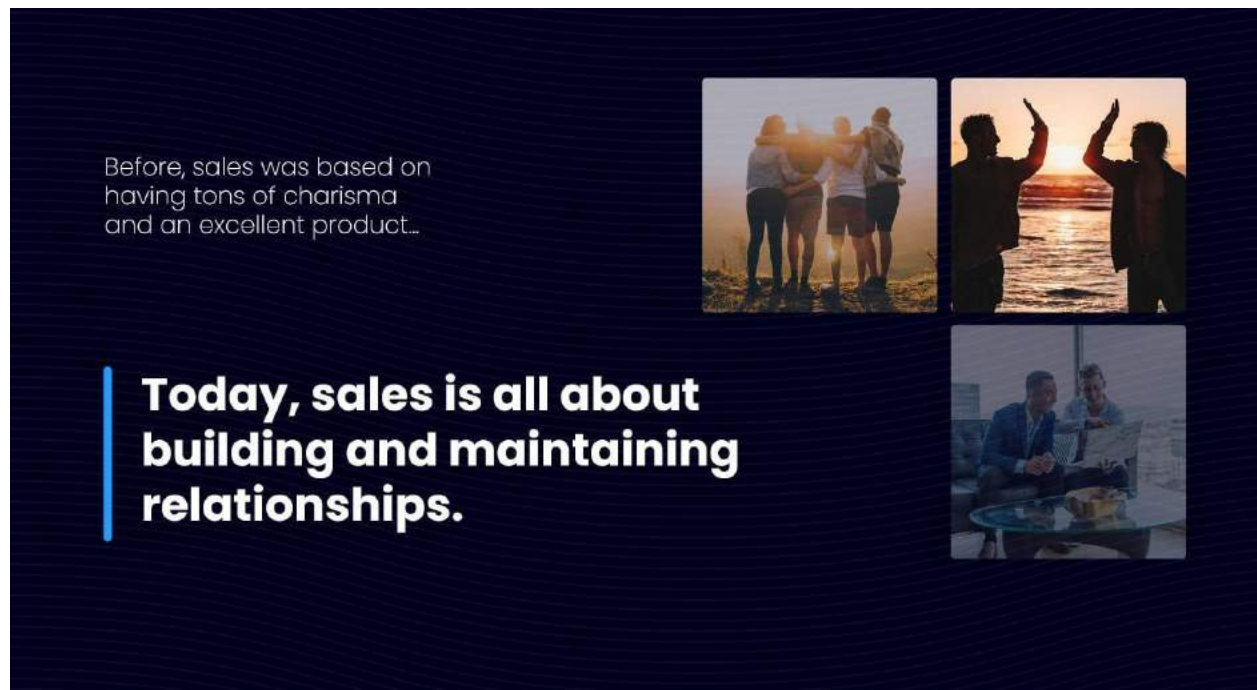 Before, sales was based on
having tons of charisma
and an excellent product...
Today, sales is all about
building and maintaining
relationships.